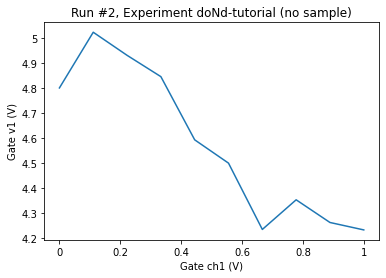 Run #2, Experiment doNd-tutorial (no sample)
5
4.9
4.8
4.7
4.6
4.5
4.4
4.3
4.2
Gate v1 (V)
0 0.2 0.4 0.6 0.8 1
Gate ch1 (V)